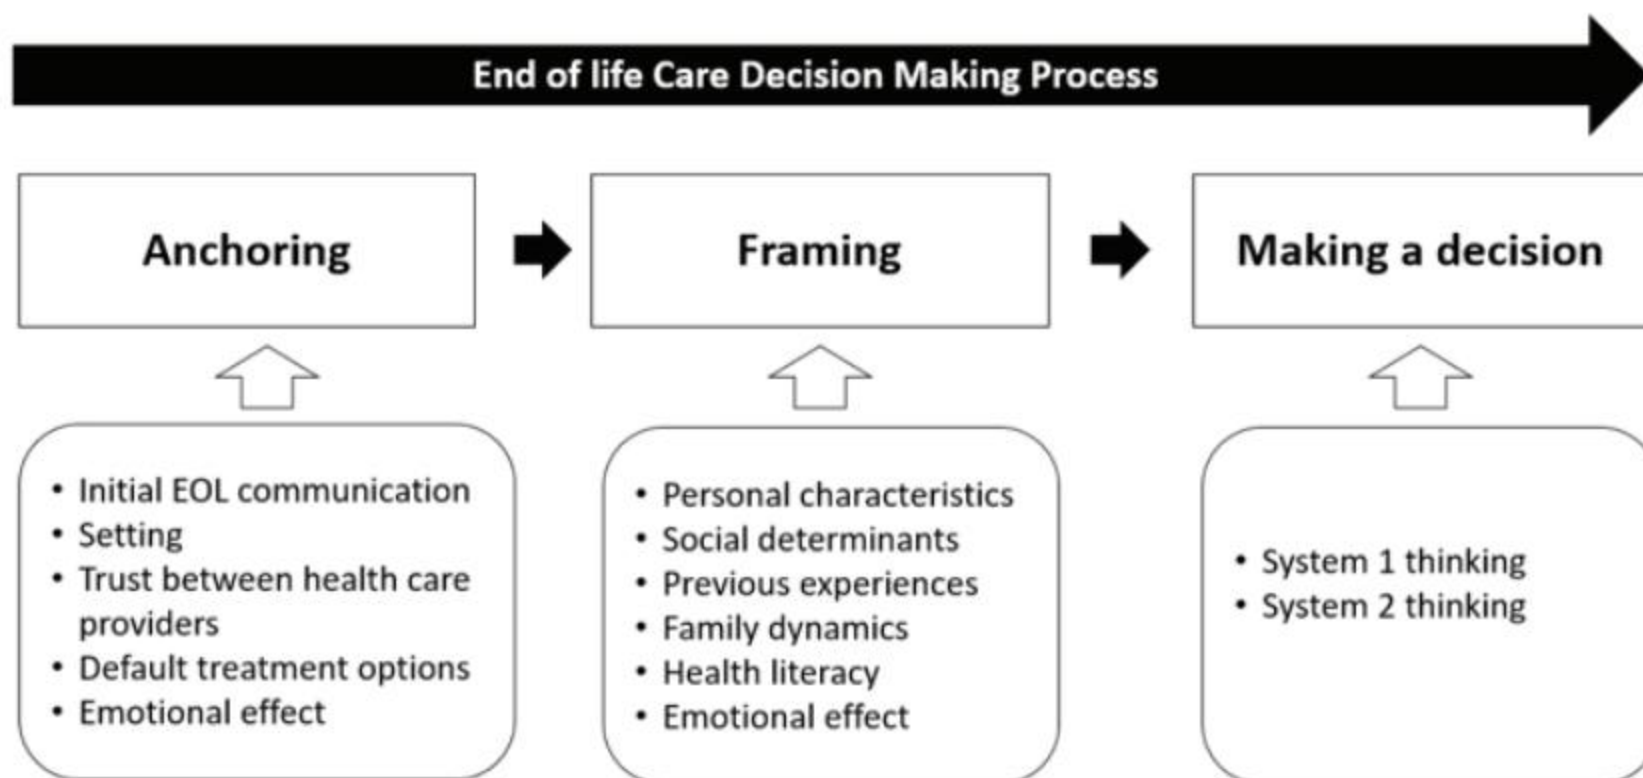 End of life Care Decision Making Process
Anchoring
Framing
Making a decision
• Initial EOL communication
• Setting
• Trust between health care
providers
• Default treatment options
• Emotional effect
• Personal characteristics
• Social determinants
• Previous experiences
• Family dynamics
• Health literacy
• Emotional effect
• System 1 thinking
• System 2 thinking